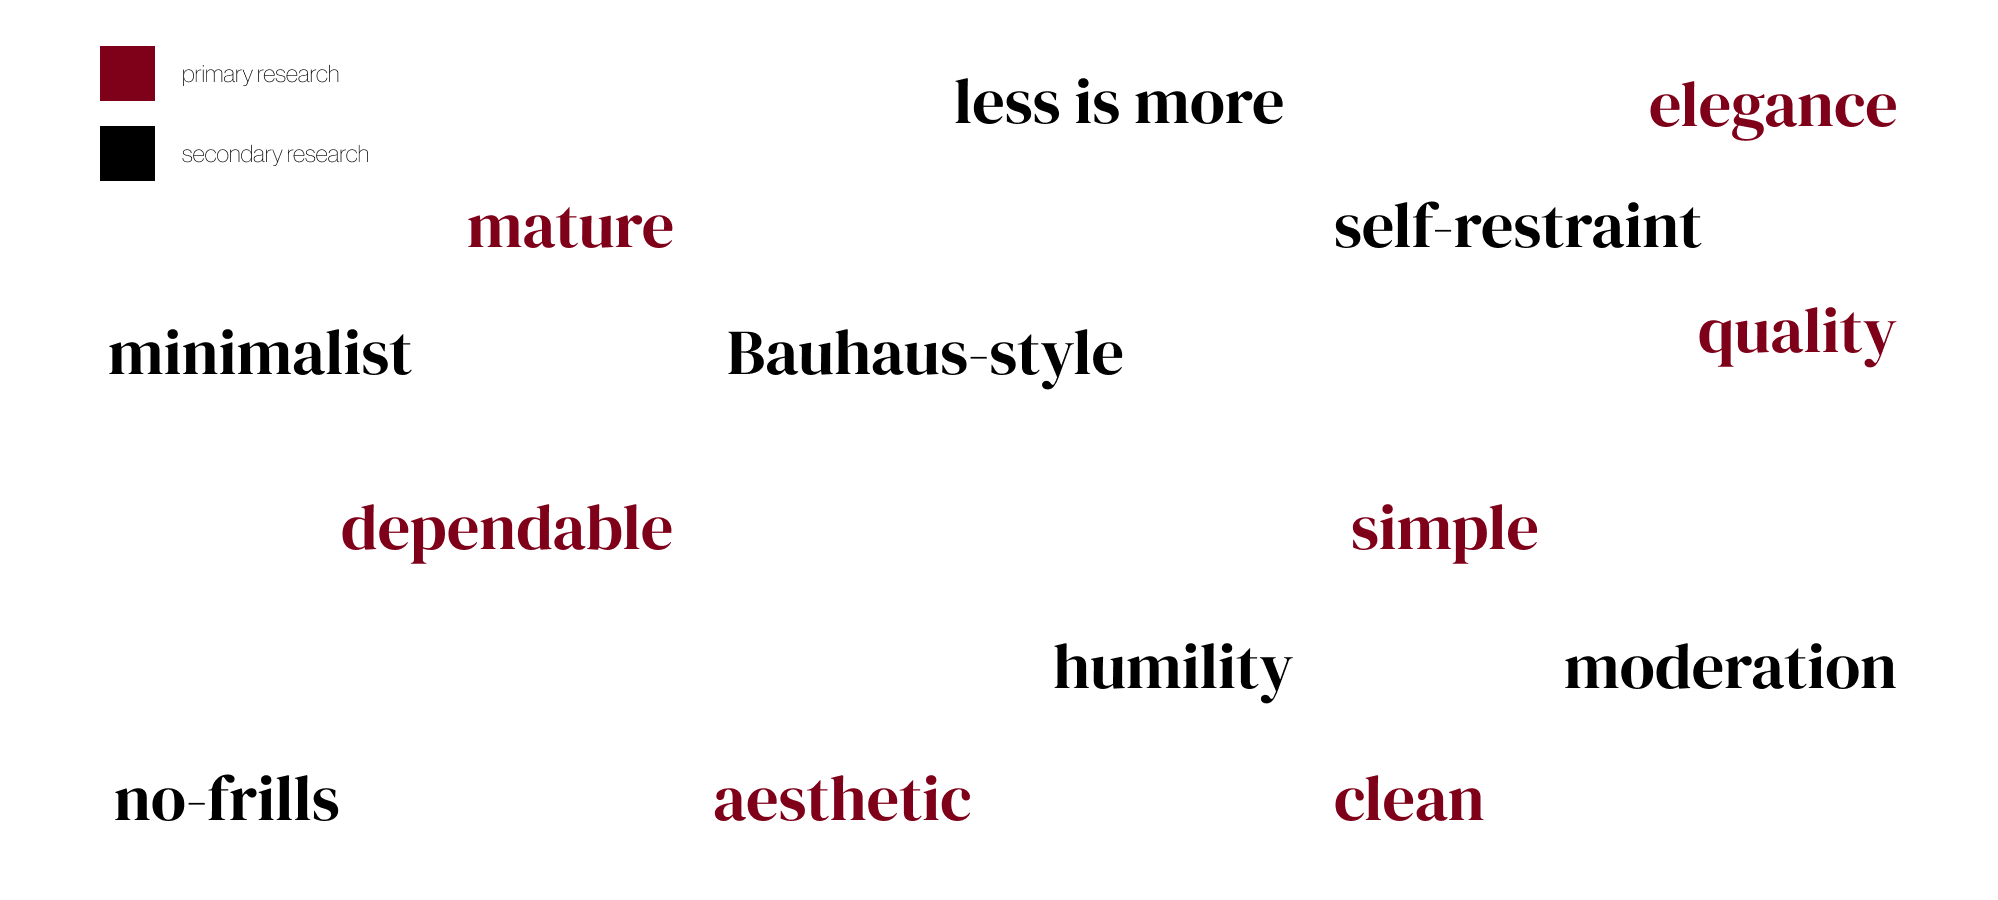 primary research
secondary research
less is more
elegance
mature
self-restraint
minimalist
Bauhaus-style
quality
dependable
simple
humility
moderation
no-frills
aesthetic
clean